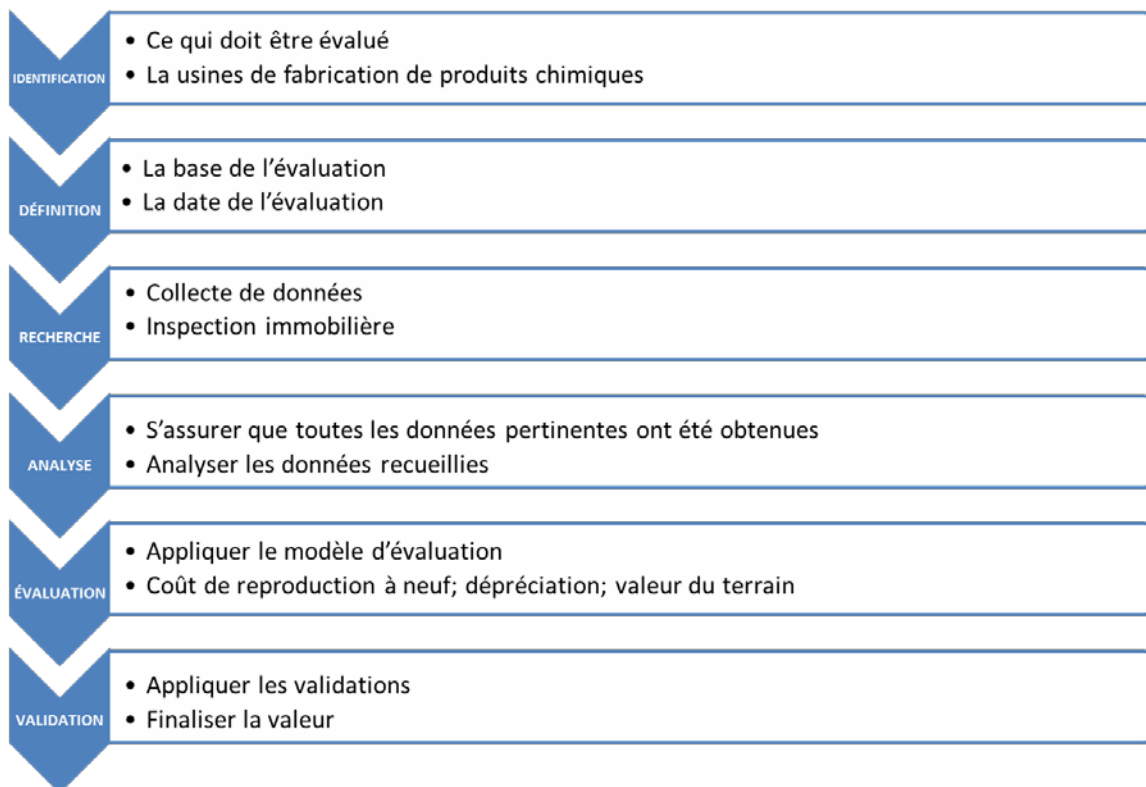 IDENTIFICATION
• Ce qui doit être évalué
• La usines de fabrication de produits chimiques
DÉFINITION
• La base de l’évaluation
• La date de l’évaluation
RECHERCHE
• Collecte de données
• Inspection immobilière
ANALYSE
• S’assurer que toutes les données pertinentes ont été obtenues
• Analyser les données recueillies
ÉVALUATION
• Appliquer le modèle d’évaluation
• Coût de reproduction à neuf; dépréciation; valeur du terrain
VALIDATION
• Appliquer les validations
• Finaliser la valeur